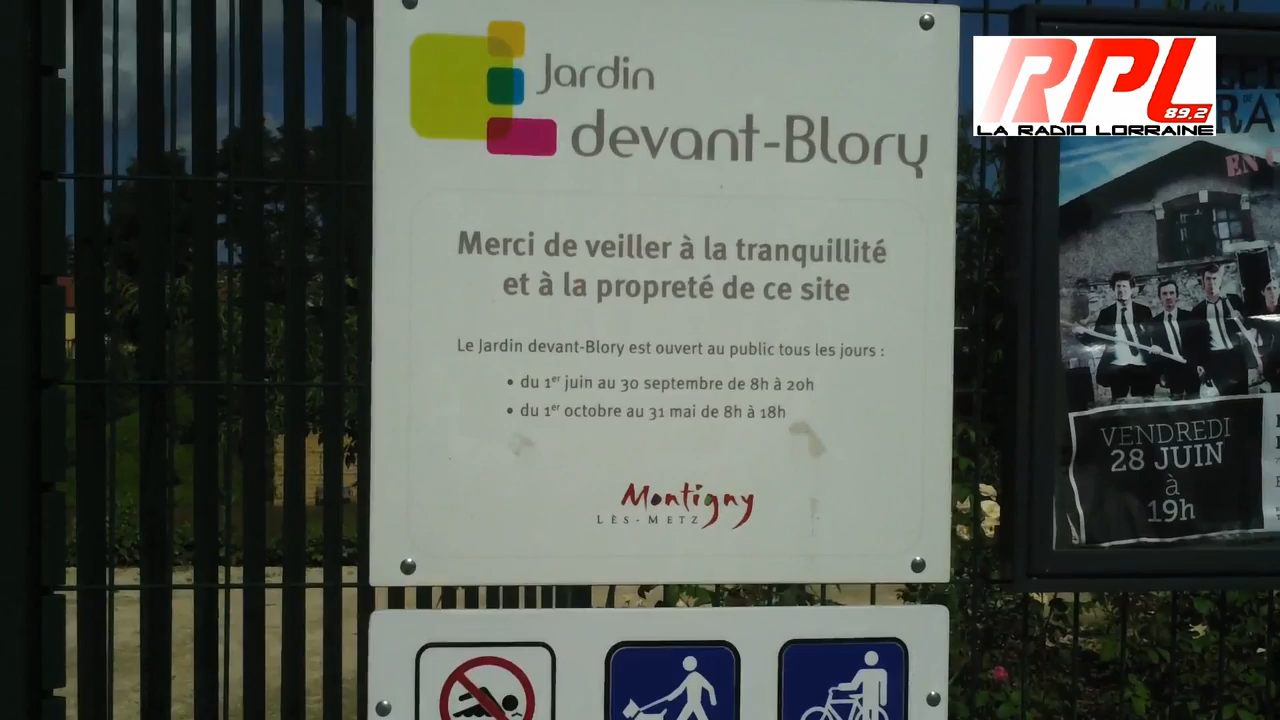 Jardin
devant-Blory
Merci de veiller à la tranquillité
et à la propreté de ce site
Le Jardin devant-Blory est ouvert au public tous les jours :
• du 1er juin au 30 septembre de 8h à 20h
• du 1er octobre au 31 mai de 8h à 18h
Montigny
LÈS-METZ
RPL
89.2
LA RADIO LORRAINE
EN
VENDREDI
28 JUIN
à
19h